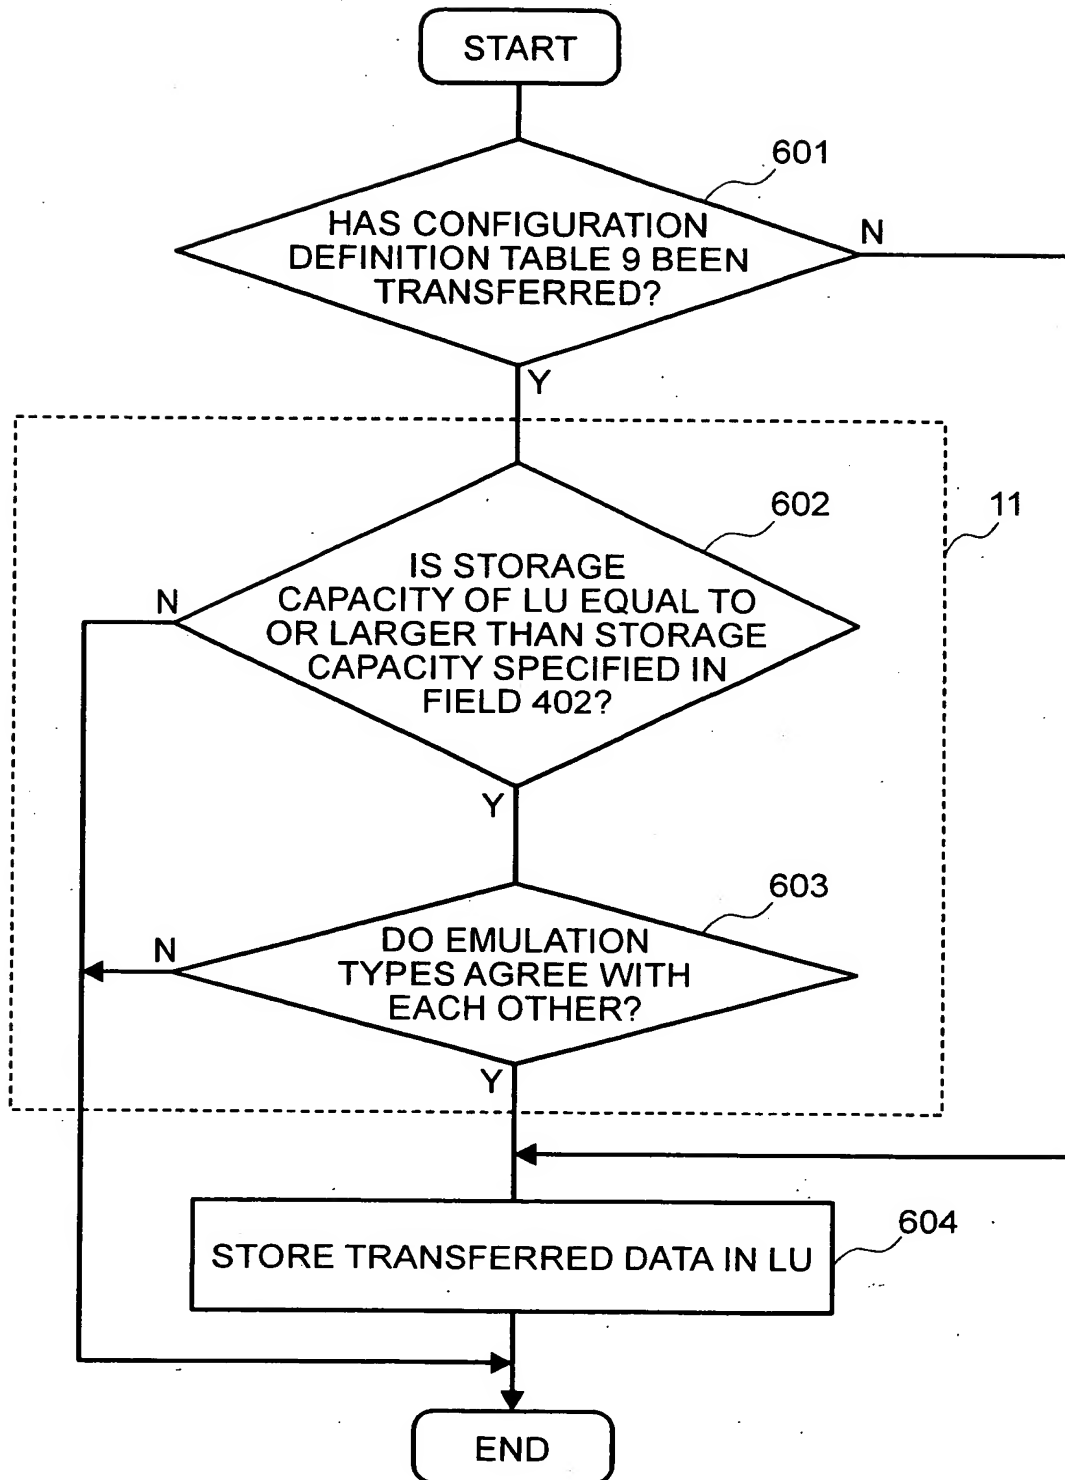 START
601
HAS CONFIGURATION
DEFINITION TABLE 9 BEEN
TRANSFERRED?
N
Y
602
11
IS STORAGE
CAPACITY OF LU EQUAL TO
OR LARGER THAN STORAGE
CAPACITY SPECIFIED IN
FIELD 402?
N
Y
603
DO EMULATION
TYPES AGREE WITH
EACH OTHER?
N
Y
604
STORE TRANSFERRED DATA IN LU
END